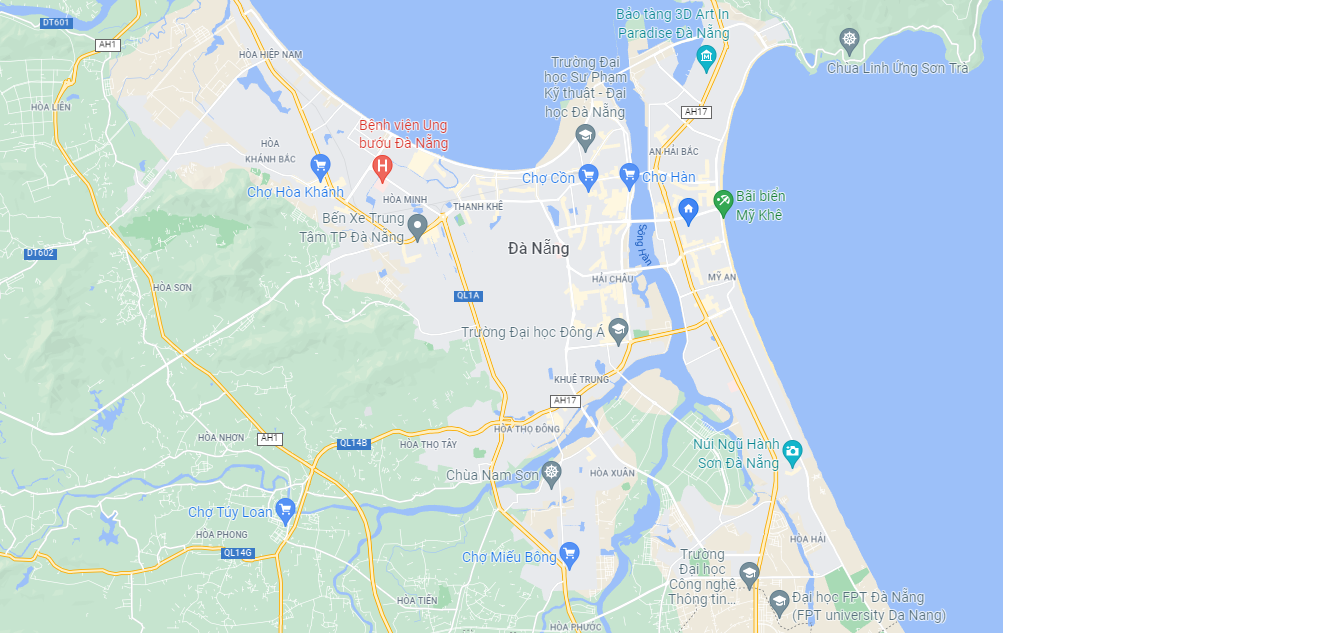 DT601
AH1
HÒA HIỆP NAM
HÒA LIÊN
Bảo tàng 3D Art In
Paradise Đà Nẵng
Chùa Linh Ứng Sơn Trà
Trường Đại
học Sư Phạm
Kỹ thuật - Đại
học Đà Nẵng
AH17
Bệnh viện Ung
bướu Đà Nẵng
HÒA
KHÁNH BẮC
AN HẢI BẮC
Chợ Hòa Khánh
Chợ Cồn
Chợ Hàn
HÒA MINH
THANH KHÊ
Bãi biển
Mỹ Khê
Bến Xe Trung
Tâm TP Đà Nẵng
Đà Nẵng
Sông Hàn
DT602
HÒA SƠN
HẢI CHÂU
MỸ AN
QL1A
Trường Đại học Đông Á
KHUÊ TRUNG
AH17
HÒA NHƠN
AH1
QL14B
HÒA THỌ TÂY
HÒA THỌ ĐÔNG
Núi Ngũ Hành
Sơn Đà Nẵng
Chùa Nam Sơn
HÒA XUÂN
Chợ Túy Loan
HÒA PHONG
QL14G
Chợ Miếu Bông
HÒA HẢI
Trường
Đại học
Công nghệ
Thông tin...
HÒA TIẾN
Đại học FPT Đà Nẵng
(FPT university Da Nang)
HÒA PHƯỚC